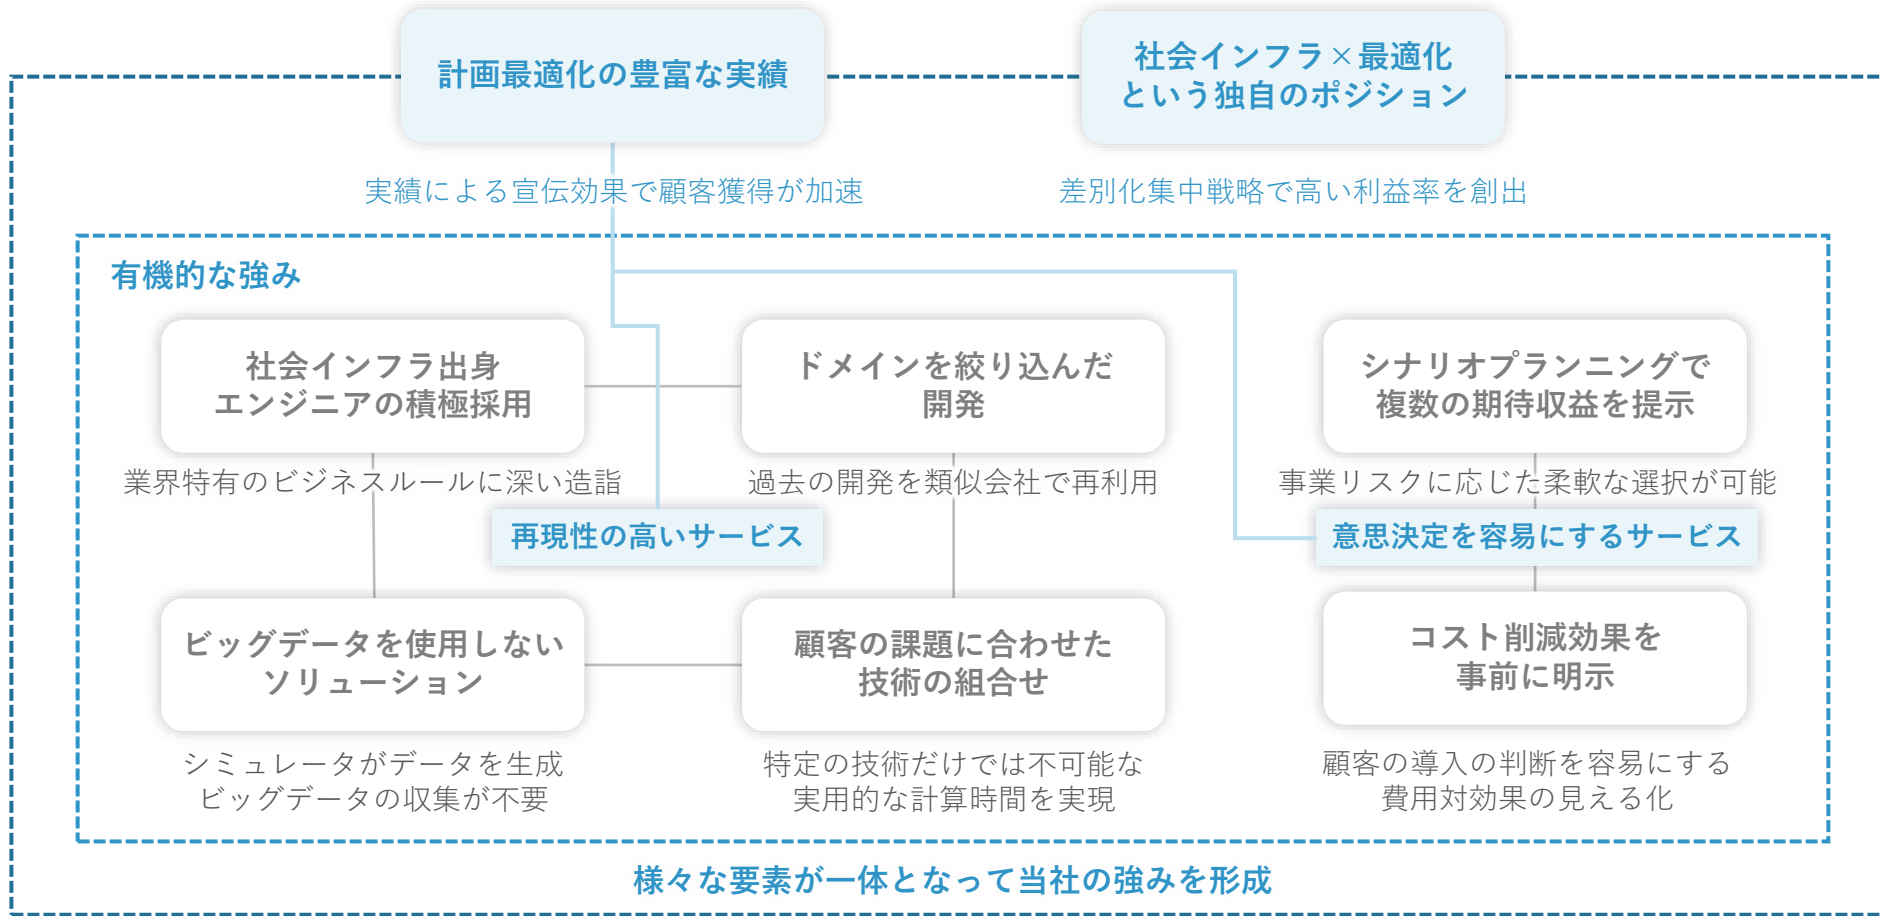 計画最適化の豊富な実績
社会インフラ×最適化
という独自のポジション
実績による宣伝効果で顧客獲得が加速
差別化集中戦略で高い利益率を創出
有機的な強み
社会インフラ出身
エンジニアの積極採用
ドメインを絞り込んだ
開発
シナリオプランニングで
複数の期待収益を提示
業界特有のビジネスルールに深い造詣
過去の開発を類似会社で再利用
事業リスクに応じた柔軟な選択が可能
再現性の高いサービス
意思決定を容易にするサービス
ビッグデータを使用しない
ソリューション
顧客の課題に合わせた
技術の組合せ
コスト削減効果を
事前に明示
シミュレータがデータを生成
ビッグデータの収集が不要
特定の技術だけでは不可能な
実用的な計算時間を実現
顧客の導入の判断を容易にする
費用対効果の見える化
様々な要素が一体となって当社の強みを形成